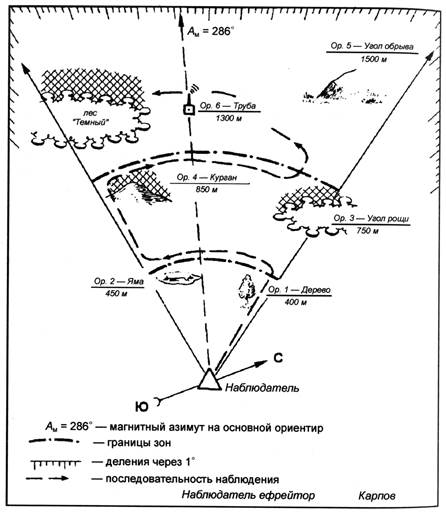 Aм = 286°
Ор. 5 — Угол обрыва
1500 м
лес
"Темный"
Ор. 6 — Труба
1300 м
Ор. 4 — Курган
850 м
Ор. 3 — Угол рощи
750 м
Ор. 2 — Яма
450 м
Ор. 1 — Дерево
400 м
С
Ю
Наблюдатель
Aм = 286° — магнитный азимут на основной ориентир
— границы зон
— деления через 1°
— последовательность наблюдения
Наблюдатель ефрейтор Карпов